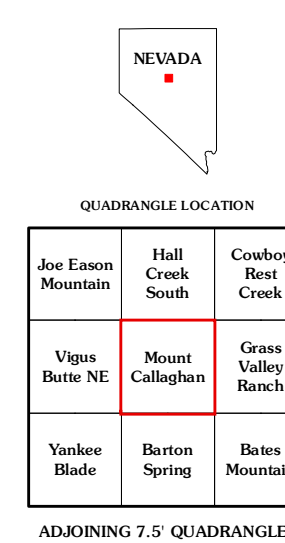 NEVADA
QUADRANGLE LOCATION
Joe Eason
Mountain
Hall
Creek
South
Cowboy
Rest
Creek
Vigus
Butte NE
Mount
Callaghan
Grass
Valley
Ranch
Yankee
Blade
Barton
Spring
Bates
Mountai
ADJOINING 7.5' QUADRANGLE